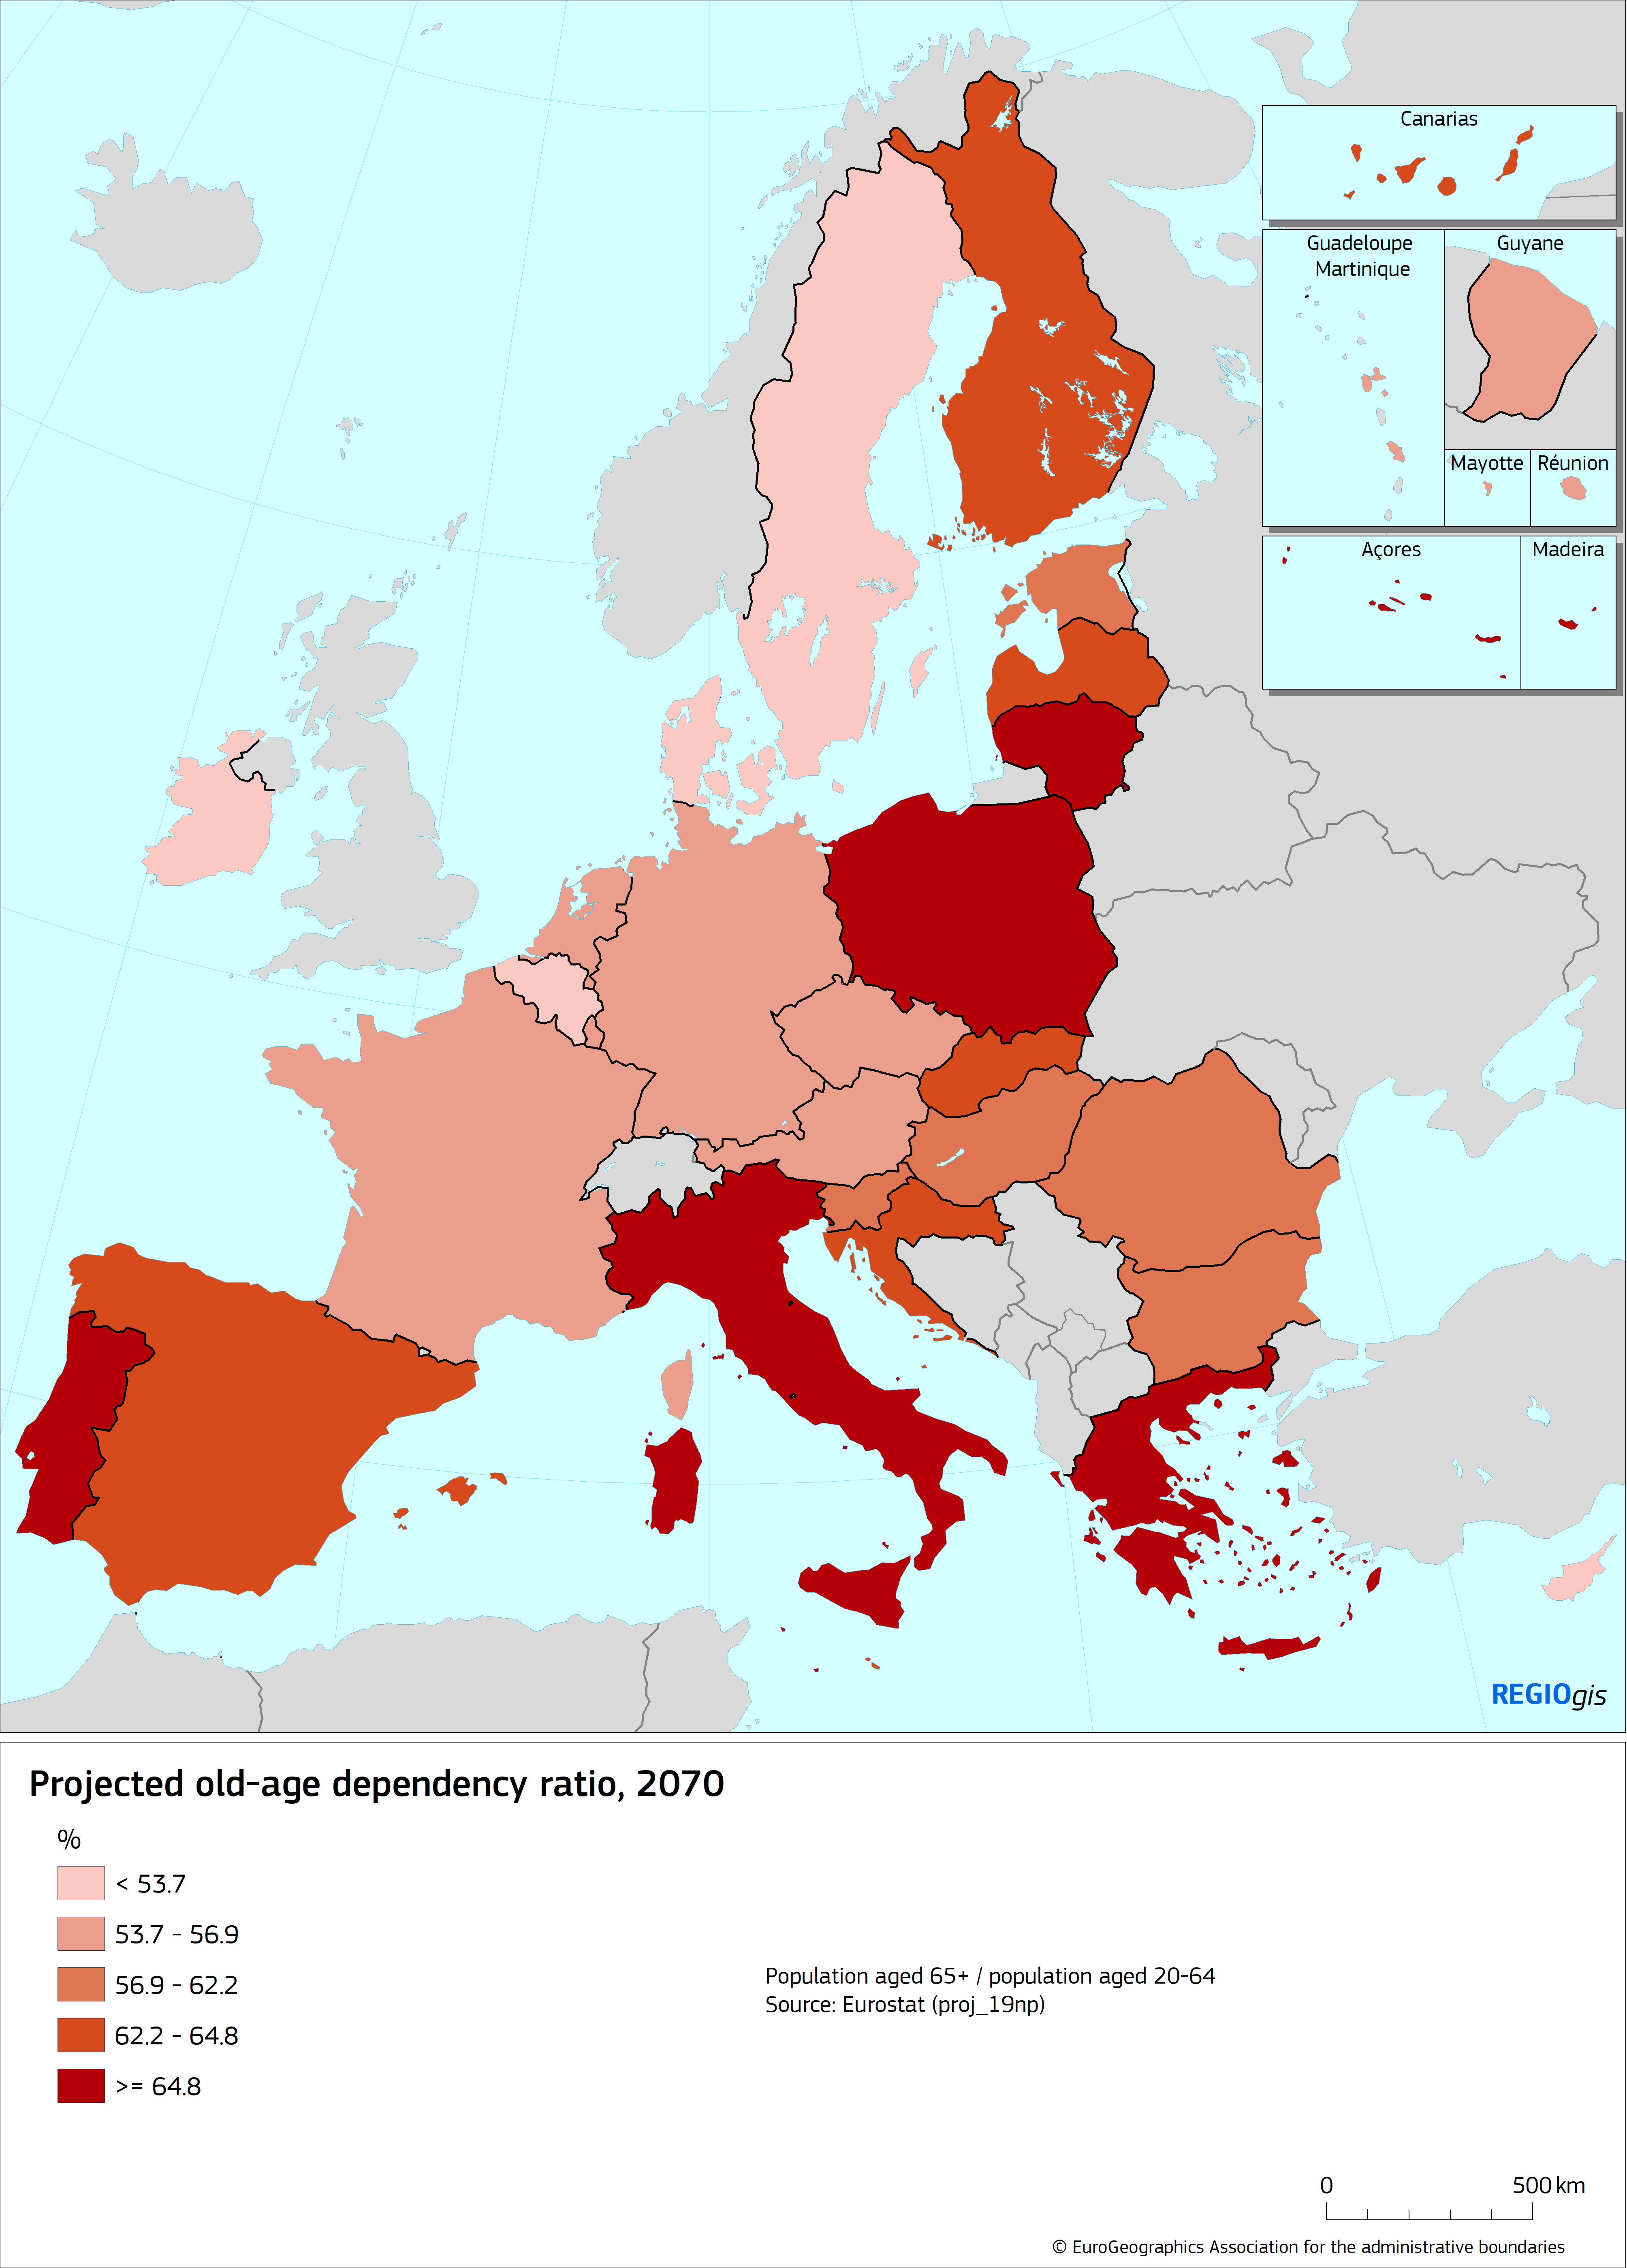 Canarias
Guadeloupe
Martinique
Guyane
Mayotte
Réunion
Açores
Madeira
REGIOgis
Projected old-age dependency ratio, 2070
%
< 53.7
53.7 - 56.9
56.9 - 62.2
62.2 - 64.8
>= 64.8
Population aged 65+ / population aged 20-64
Source: Eurostat (proj_19np)
0 500 km
© EuroGeographics Association for the administrative boundaries